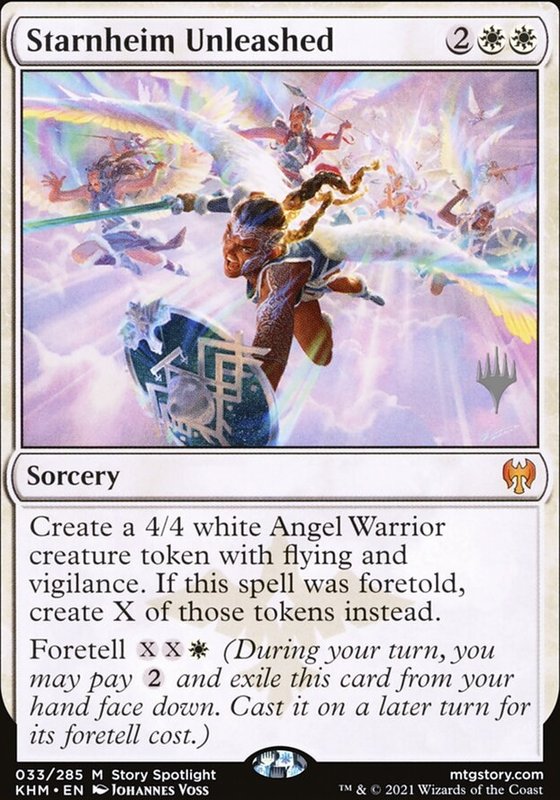 Starnheim Unleashed 2
Sorcery
Create a 4/4 white Angel Warrior
creature token with flying and
vigilance. If this spell was foretold,
create X of those tokens instead.
Foretell X X (During your turn, you
may pay 2 and exile this card from your
hand face down. Cast it on a later turn for
its foretell cost.)
033/285 M Story Spotlight mtgstory.com
KHM • EN Johannes Voss ™ & © 2021 Wizards of the Coast